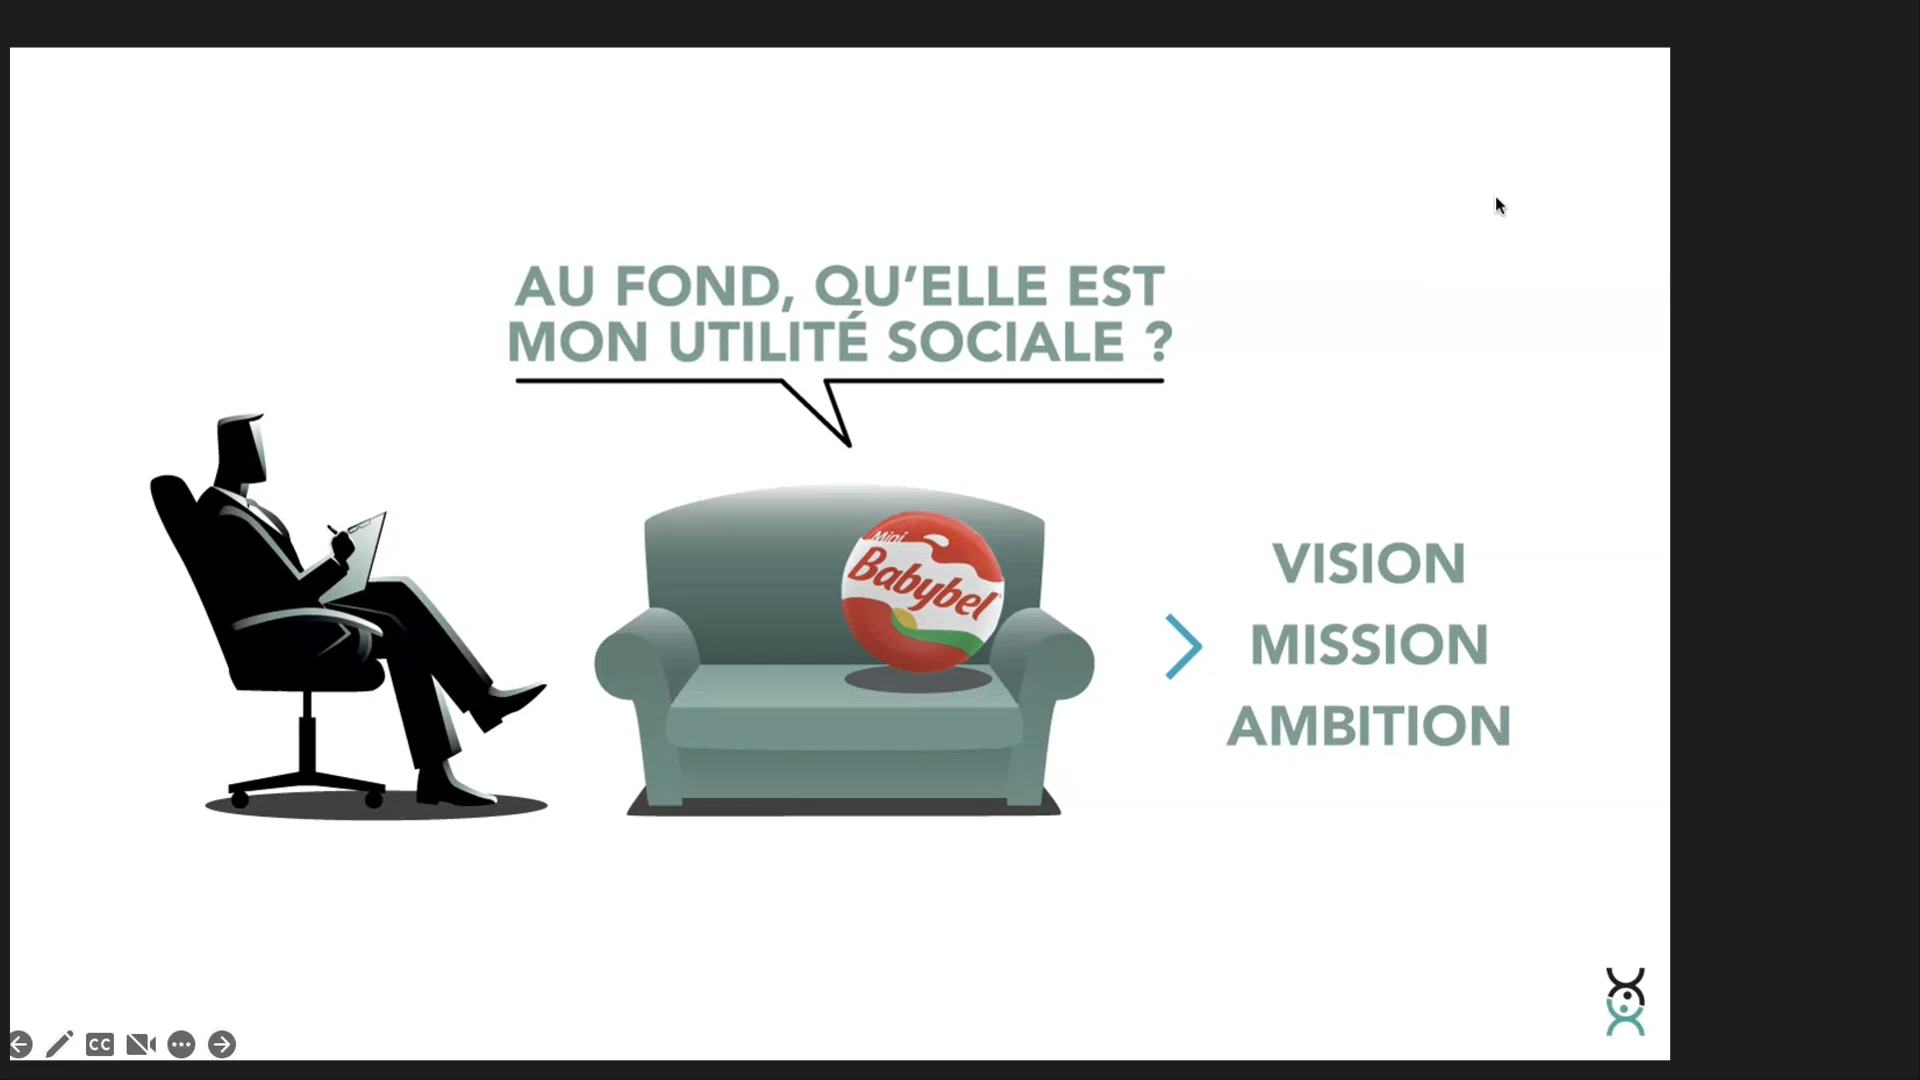 AU FOND, QU’ELLE EST
MON UTILITÉ SOCIALE ?
Mini
Babybel
VISION
MISSION
AMBITION
CC